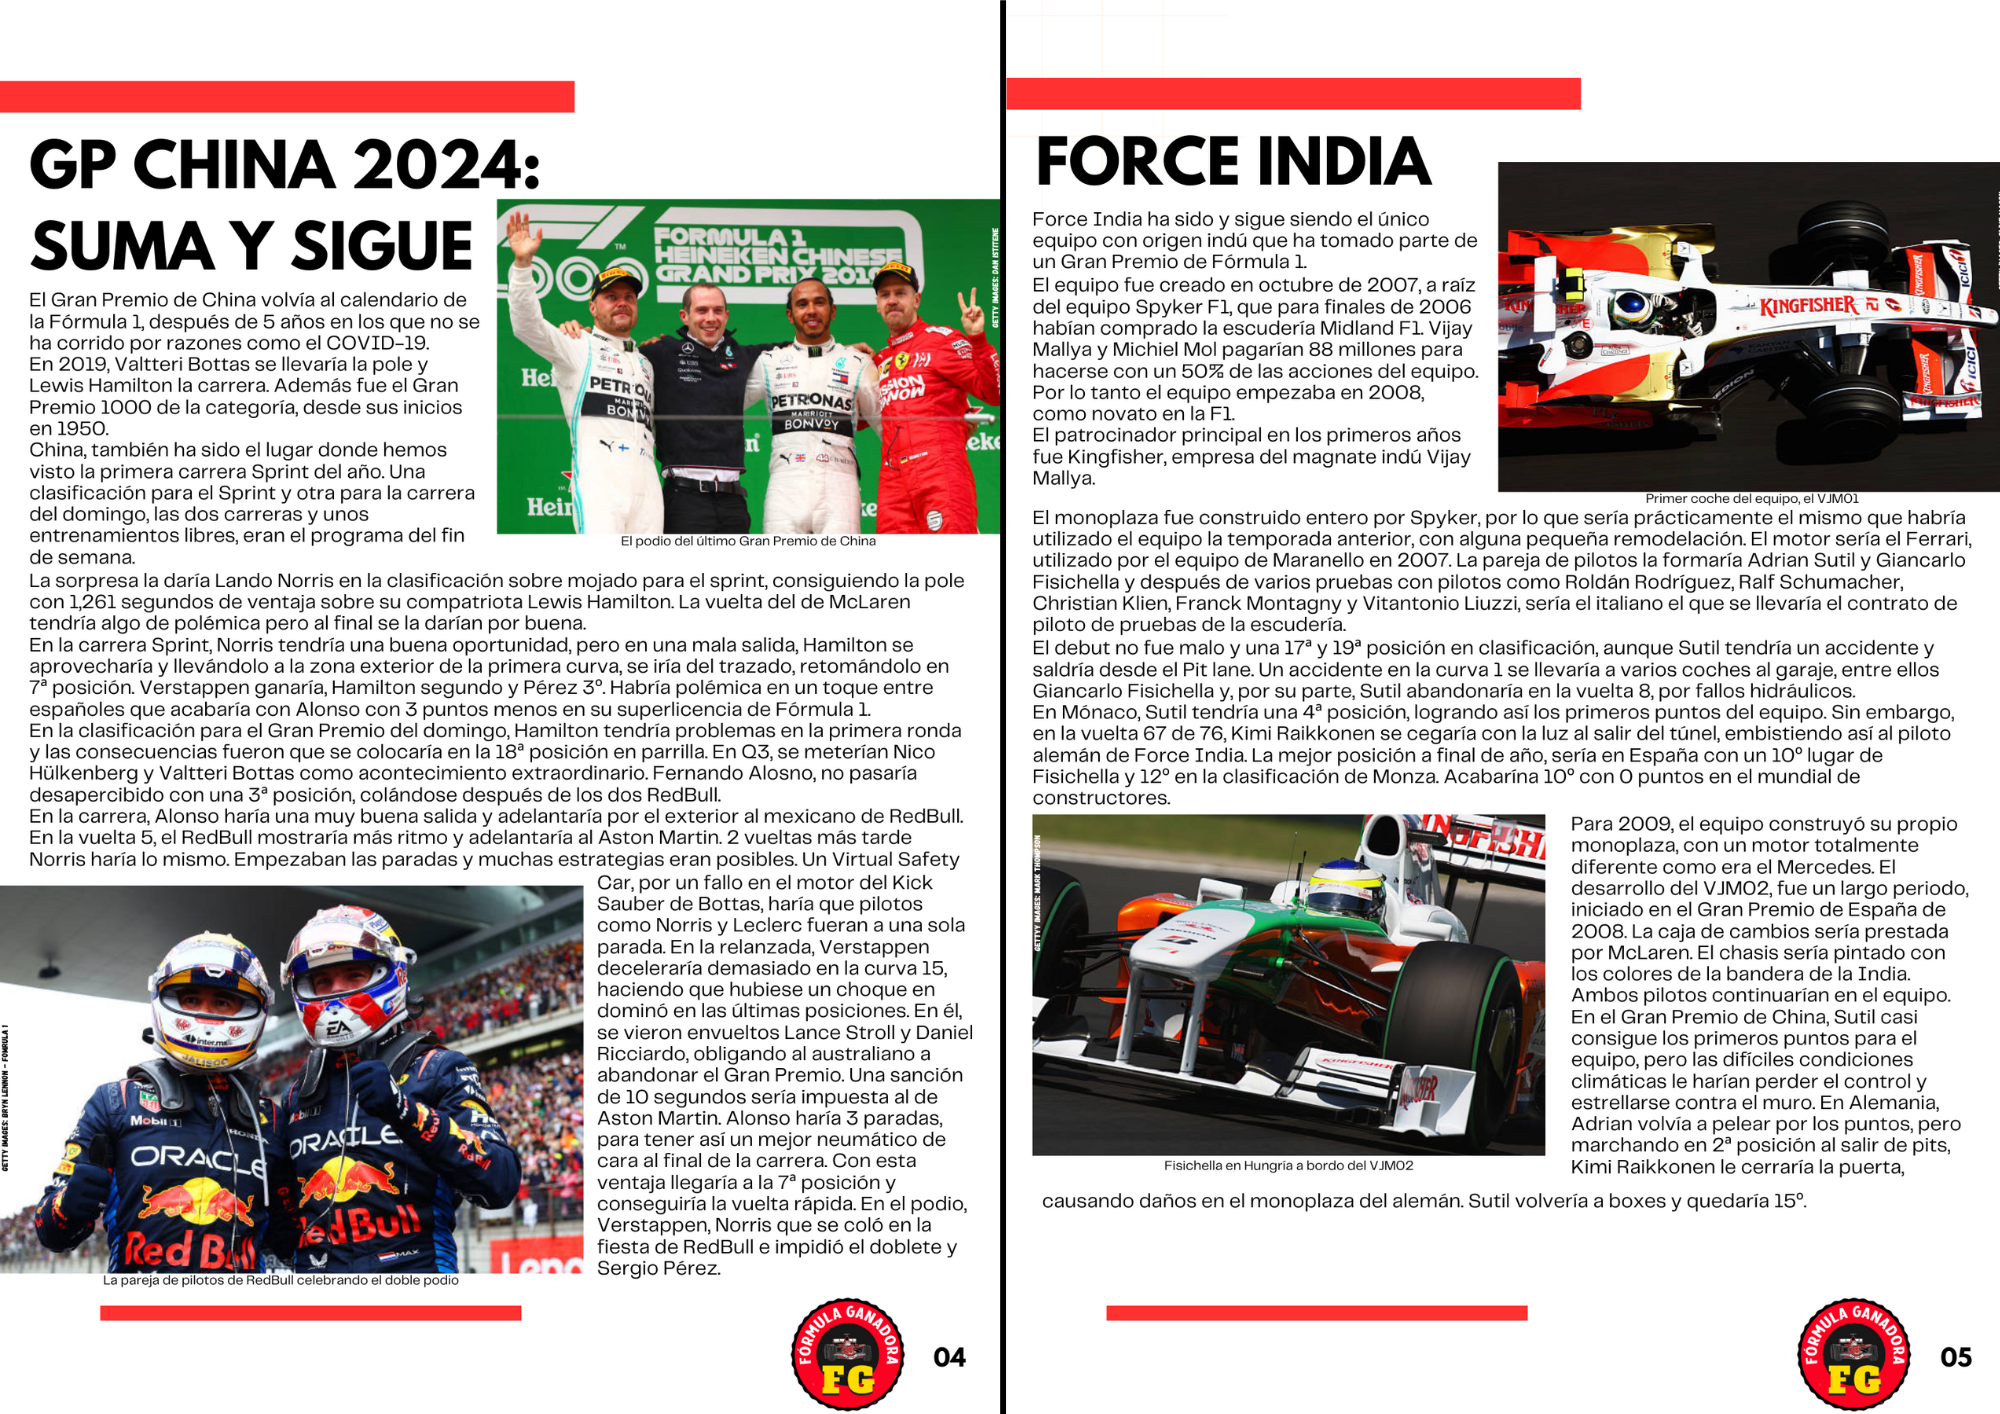 GP CHINA 2024:
SUMA Y SIGUE
El Gran Premio de China volvía al calendario de
la Fórmula 1, después de 5 años en los que no se
ha corrido por razones como el COVID-19.
En 2019, Valtteri Bottas se llevaría la pole y
Lewis Hamilton la carrera. Además fue el Gran
Premio 1000 de la categoría, desde sus inicios
en 1950.
China, también ha sido el lugar donde hemos
visto la primera carrera Sprint del año. Una
clasificación para el Sprint y otra para la carrera
del domingo, las dos carreras y unos
entrenamientos libres, eran el programa del fin
de semana.
FORMULA 1
HEINEKEN CHINESE
GRAND PRIX 2019
GETTY IMAGES: DAN ISTITENE
El podio del último Gran Premio de China
La sorpresa la daría Lando Norris en la clasificación sobre mojado para el sprint, consiguiendo la pole
con 1,261 segundos de ventaja sobre su compatriota Lewis Hamilton. La vuelta del de McLaren
tendría algo de polémica pero al final se la darían por buena.
En la carrera Sprint, Norris tendría una buena oportunidad, pero en una mala salida, Hamilton se
aprovecharía y llevándolo a la zona exterior de la primera curva, se iría del trazado, retomándolo en
7ª posición. Verstappen ganaría, Hamilton segundo y Pérez 3º. Habría polémica en un toque entre
españoles que acabaría con Alonso con 3 puntos menos en su superlicencia de Fórmula 1.
En la clasificación para el Gran Premio del domingo, Hamilton tendría problemas en la primera ronda
y las consecuencias fueron que se colocaría en la 18ª posición en parrilla. En Q3, se meterían Nico
Hülkenberg y Valtteri Bottas como acontecimiento extraordinario. Fernando Alosno, no pasaría
desapercibido con una 3ª posición, colándose después de los dos RedBull.
En la carrera, Alonso haría una muy buena salida y adelantaría por el exterior al mexicano de RedBull.
En la vuelta 5, el RedBull mostraría más ritmo y adelantaría al Aston Martin. 2 vueltas más tarde
Norris haría lo mismo. Empezaban las paradas y muchas estrategias eran posibles. Un Virtual Safety
Car, por un fallo en el motor del Kick
Sauber de Bottas, haría que pilotos
como Norris y Leclerc fueran a una sola
parada. En la relanzada, Verstappen
deceleraría demasiado en la curva 15,
haciendo que hubiese un choque en
dominó en las últimas posiciones. En él,
se vieron envueltos Lance Stroll y Daniel
Ricciardo, obligando al australiano a
abandonar el Gran Premio. Una sanción
de 10 segundos sería impuesta al de
Aston Martin. Alonso haría 3 paradas,
para tener así un mejor neumático de
cara al final de la carrera. Con esta
ventaja llegaría a la 7ª posición y
conseguiría la vuelta rápida. En el podio,
Verstappen, Norris que se coló en la
fiesta de RedBull e impidió el doblete y
Sergio Pérez.
GETTY IMAGES: BRYN LENNON - FOMRULA 1
ORACLE
Red Bull
ORACLE
Red Bull
La pareja de pilotos de RedBull celebrando el doble podio
FÓRMULA GANADORA
FG
04
FORCE INDIA
Force India ha sido y sigue siendo el único
equipo con origen indú que ha tomado parte de
un Gran Premio de Fórmula 1.
El equipo fue creado en octubre de 2007, a raíz
del equipo Spyker F1, que para finales de 2006
habían comprado la escudería Midland F1. Vijay
Mallya y Michiel Mol pagarían 88 millones para
hacerse con un 50% de las acciones del equipo.
Por lo tanto el equipo empezaba en 2008,
como novato en la F1.
El patrocinador principal en los primeros años
fue Kingfisher, empresa del magnate indú Vijay
Mallya.
KINGFISHER
Primer coche del equipo, el VJM01
El monoplaza fue construido entero por Spyker, por lo que sería prácticamente el mismo que habría
utilizado el equipo la temporada anterior, con alguna pequeña remodelación. El motor sería el Ferrari,
utilizado por el equipo de Maranello en 2007. La pareja de pilotos la formaría Adrian Sutil y Giancarlo
Fisichella y después de varios pruebas con pilotos como Roldán Rodríguez, Ralf Schumacher,
Christian Klien, Franck Montagny y Vitantonio Liuzzi, sería el italiano el que se llevaría el contrato de
piloto de pruebas de la escudería.
El debut no fue malo y una 17ª y 19ª posición en clasificación, aunque Sutil tendría un accidente y
saldría desde el Pit lane. Un accidente en la curva 1 se llevaría a varios coches al garaje, entre ellos
Giancarlo Fisichella y, por su parte, Sutil abandonaría en la vuelta 8, por fallos hidráulicos.
En Mónaco, Sutil tendría una 4ª posición, logrando así los primeros puntos del equipo. Sin embargo,
en la vuelta 67 de 76, Kimi Raikkonen se cegaría con la luz al salir del túnel, embistiendo así al piloto
alemán de Force India. La mejor posición a final de año, sería en España con un 10º lugar de
Fisichella y 12º en la clasificación de Monza. Acabarína 10º con 0 puntos en el mundial de
constructores.
GETTYY IMAGES: MARK THOMPSON
Fisichella en Hungría a bordo del VJM02
Para 2009, el equipo construyó su propio
monoplaza, con un motor totalmente
diferente como era el Mercedes. El
desarrollo del VJM02, fue un largo periodo,
iniciado en el Gran Premio de España de
2008. La caja de cambios sería prestada
por McLaren. El chasis sería pintado con
los colores de la bandera de la India.
Ambos pilotos continuarían en el equipo.
En el Gran Premio de China, Sutil casi
consigue los primeros puntos para el
equipo, pero las difíciles condiciones
climáticas le harían perder el control y
estrellarse contra el muro. En Alemania,
Adrian volvía a pelear por los puntos, pero
marchando en 2ª posición al salir de pits,
Kimi Raikkonen le cerraría la puerta,
causando daños en el monoplaza del alemán. Sutil volvería a boxes y quedaría 15º.
FÓRMULA GANADORA
FG
05